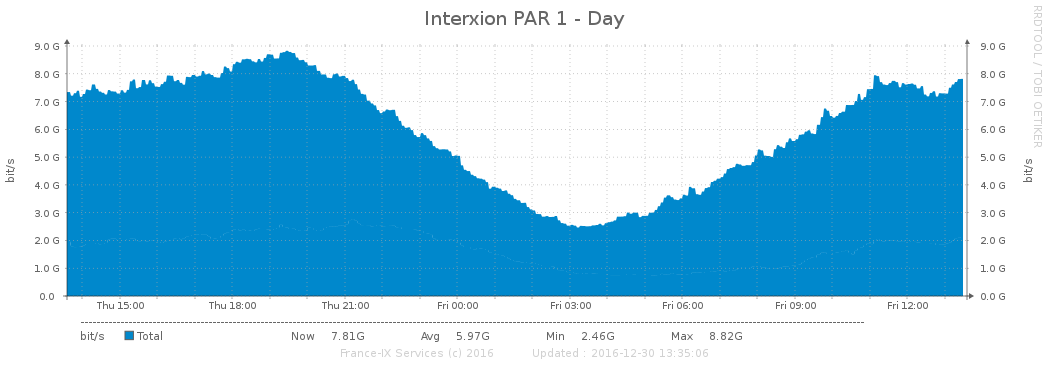 Interxion PAR 1 - Day
RRDTOOL / TOBI OETIKER
bit/s
9.0 G
8.0 G
7.0 G
6.0 G
5.0 G
4.0 G
3.0 G
2.0 G
1.0 G
0.0
9.0 G
8.0 G
7.0 G
6.0 G
5.0 G
4.0 G
3.0 G
2.0 G
1.0 G
0.0 G
bit/s
Thu 15:00 Thu 18:00 Thu 21:00 Fri 00:00 Fri 03:00 Fri 06:00 Fri 09:00 Fri 12:00
bit/s Total Now 7.81G Avg 5.97G Min 2.46G Max 8.82G
France-IX Services (c) 2016 Updated : 2016-12-30 13:35:06